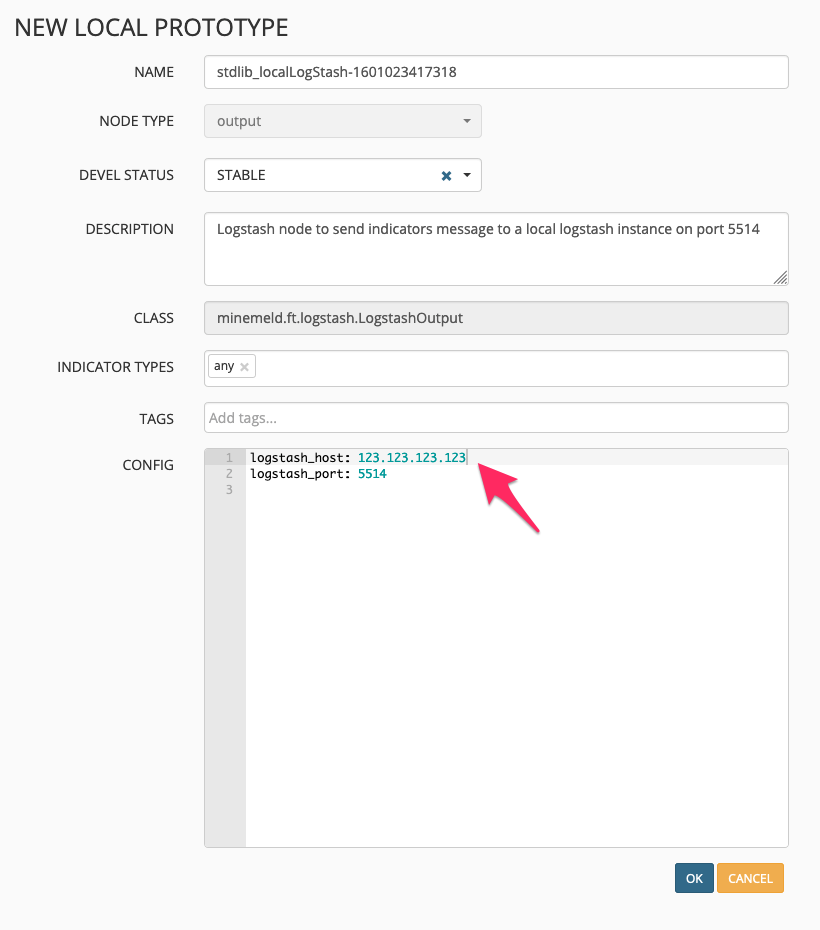 NEW LOCAL PROTOTYPE
NAME
stdlib_localLogStash-1601023417318
NODE TYPE
output
DEVEL STATUS
STABLE
DESCRIPTION
Logstash node to send indicators message to a local logstash instance on port 5514
CLASS
minemeld.ft.logstash.LogstashOutput
INDICATOR TYPES
any
TAGS
Add tags...
CONFIG
1 logstash_host: 123.123.123.123
2 logstash_port: 5514
3
OK CANCEL